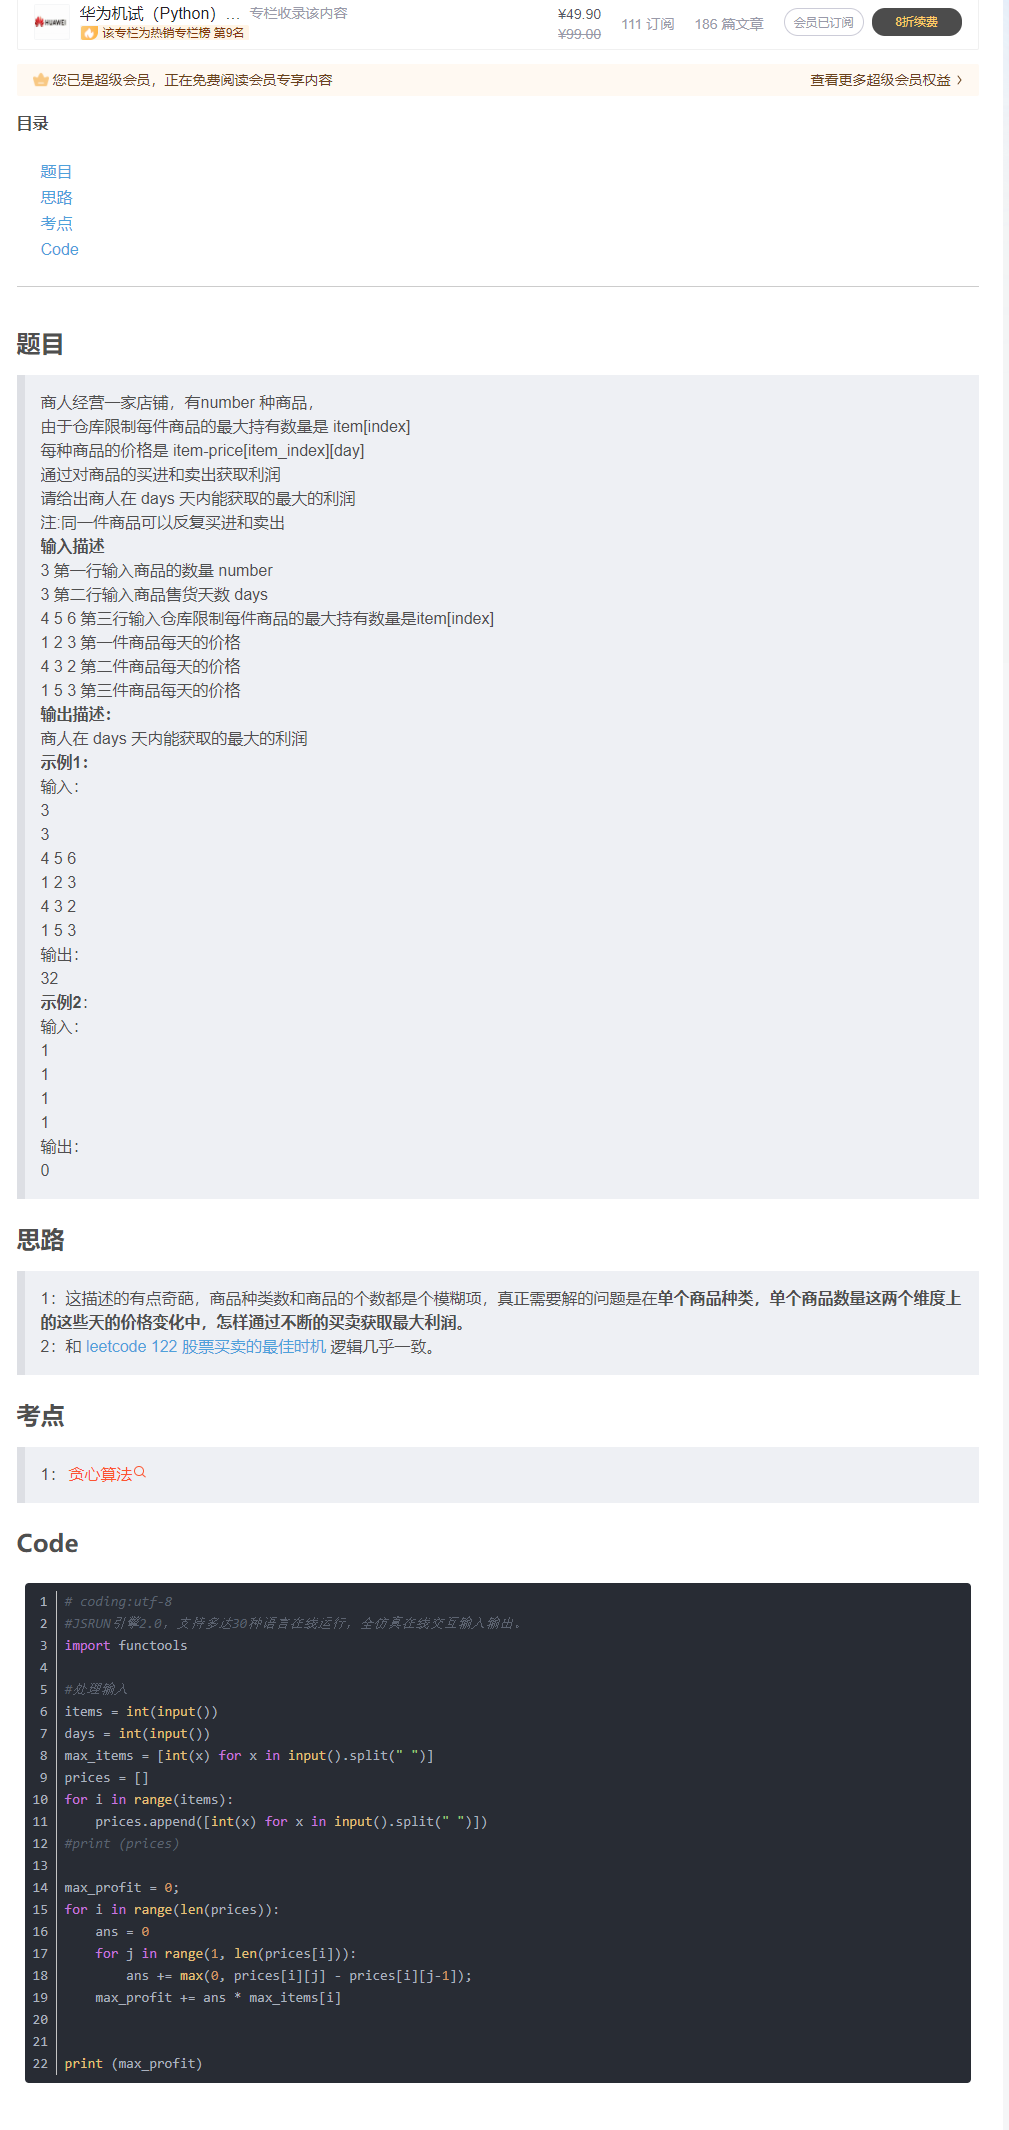 HUAWEI
华为机试（Python）... 专栏收录该内容
该专栏为热销专栏榜 第9名
¥49.90
¥99.00
111 订阅 186 篇文章 会员已订阅 8折续费
您已是超级会员，正在免费阅读会员专享内容 查看更多超级会员权益
目录
题目
思路
考点
Code
题目
商人经营一家店铺，有number 种商品，
由于仓库限制每件商品的最大持有数量是 item[index]
每种商品的价格是 item-price[item_index][day]
通过对商品的买进和卖出获取利润
请给出商人在 days 天内能获取的最大的利润
注:同一件商品可以反复买进和卖出
输入描述
3 第一行输入商品的数量 number
3 第二行输入商品售货天数 days
4 5 6 第三行输入仓库限制每件商品的最大持有数量是item[index]
1 2 3 第一件商品每天的价格
4 3 2 第二件商品每天的价格
1 5 3 第三件商品每天的价格
输出描述：
商人在 days 天内能获取的最大的利润
示例1：
输入：
3
3
4 5 6
1 2 3
4 3 2
1 5 3
输出：
32
示例2：
输入：
1
1
1
1
输出：
0
思路
1：这描述的有点奇葩，商品种类数和商品的个数都是个模糊项，真正需要解的问题是在单个商品种类，单个商品数量这两个维度上
的这些天的价格变化中，怎样通过不断的买卖获取最大利润。
2：和 leetcode 122 股票买卖的最佳时机 逻辑几乎一致。
考点
1： 贪心算法
Code
1 # coding:utf-8
2 #JSRUN引擎2.0，支持多达30种语言在线运行，全仿真在线交互输入输出。
3 import functools
4
5 #处理输入
6 items = int(input())
7 days = int(input())
8 max_items = [int(x) for x in input().split(" ")]
9 prices = []
10 for i in range(items):
11     prices.append([int(x) for x in input().split(" ")])
12 #print (prices)
13
14 max_profit = 0;
15 for i in range(len(prices)):
16     ans = 0
17     for j in range(1, len(prices[i])):
18         ans += max(0, prices[i][j] - prices[i][j-1]);
19     max_profit += ans * max_items[i]
20
21
22 print (max_profit)